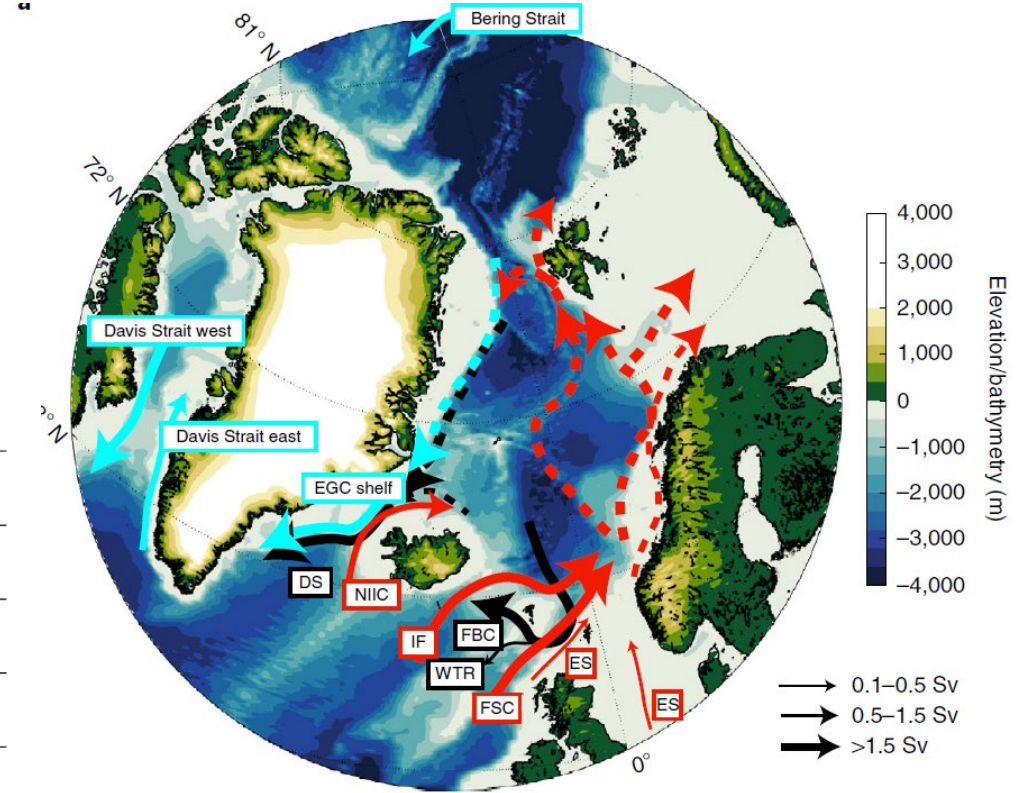 a
81° N
Bering Strait
72° N
Davis Strait west
° N
Davis Strait east
EGC shelf
DS
NIIC
IF
FBC
WTR
FSC
ES
ES
0°
4,000
3,000
2,000
1,000
0
–1,000
–2,000
–3,000
–4,000
Elevation/bathymetry (m)
0.1–0.5 Sv
0.5–1.5 Sv
>1.5 Sv